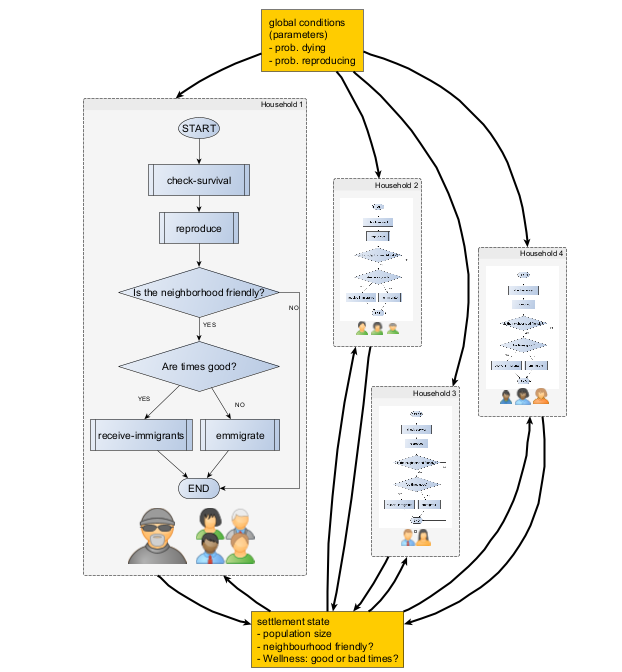 global conditions
(parameters)
- prob. dying
- prob. reproducing
Household 1
START
check-survival
reproduce
Is the neighborhood friendly?
NO
YES
Are times good?
YES
NO
receive-immigrants
emmigrate
END
Household 2
Household 3
Household 4
settlement state
- population size
- neighbourhood friendly?
- Wellness: good or bad times?